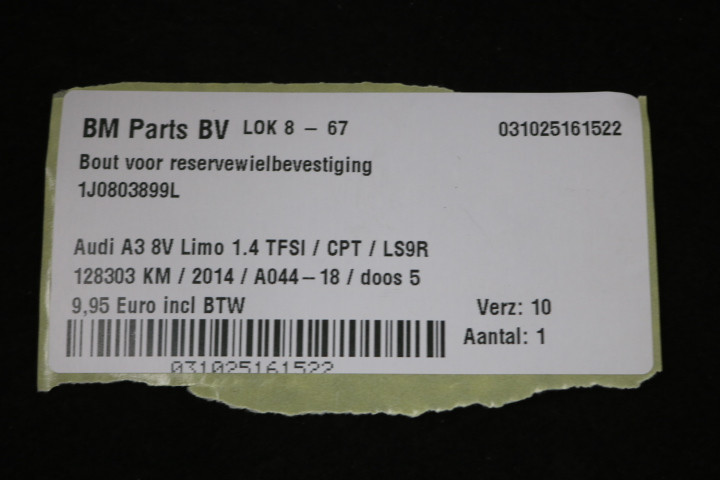 BM Parts BV LOK 8 – 67 031025161522
Bout voor reservewielbevestiging
1J0803899L
Audi A3 8V Limo 1.4 TFSI / CPT / LS9R
128303 KM / 2014 / A044–18 / doos 5
9,95 Euro incl BTW Verz: 10
Aantal: 1
031025161522